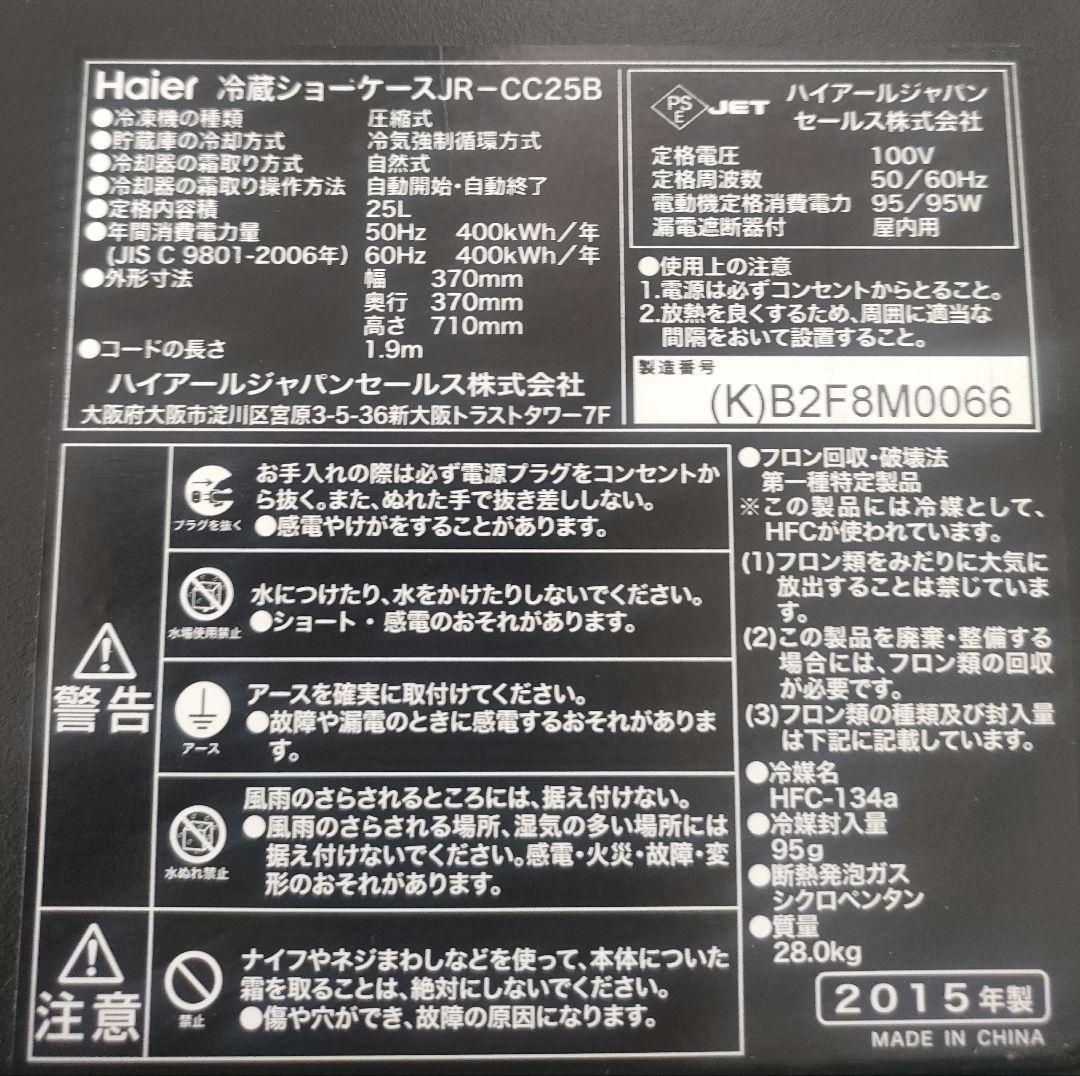 Haier 冷蔵ショーケースJR-CC25B
●冷凍機の種類 圧縮式
●貯蔵庫の冷却方式 冷気強制循環方式
●冷却器の霜取り方式 自然式
●冷却器の霜取り操作方法 自動開始・自動終了
●定格内容積 25L
●年間消費電力量 50Hz 400kWh/年
(JIS C 9801-2006年) 60Hz 400kWh/年
●外形寸法 幅 370mm
奥行 370mm
高さ 710mm
●コードの長さ 1.9m
ハイアールジャパンセールス株式会社
大阪府大阪市淀川区宮原3-5-36新大阪トラストタワー7F
PS
E
JET ハイアールジャパン
セールス株式会社
定格電圧 100V
定格周波数 50/60Hz
電動機定格消費電力 95/95W
漏電遮断器付 屋内用
●使用上の注意
1.電源は必ずコンセントからとること。
2.放熱を良くするため、周囲に適当な
間隔をおいて設置すること。
製造番号
(K)B2F8M0066
警告
プラグを抜く
お手入れの際は必ず電源プラグをコンセントか
ら抜く。また、ぬれた手で抜き差ししない。
●感電やけがをすることがあります。
水場使用禁止
水につけたり、水をかけたりしないでください。
●ショート・感電のおそれがあります。
アース
アースを確実に取付けてください。
●故障や漏電のときに感電するおそれがありま
す。
水ぬれ禁止
風雨のさらされるところには、据え付けない。
●風雨のさらされる場所、湿気の多い場所には
据え付けないでください。感電・火災・故障・変
形のおそれがあります。
注意
禁止
ナイフやネジまわしなどを使って、本体についた
霜を取ることは、絶対にしないでください。
●傷や穴ができ、故障の原因になります。
●フロン回収・破壊法
第一種特定製品
※この製品には冷媒として、
HFCが使われています。
(1)フロン類をみだりに大気に
放出することは禁じていま
す。
(2)この製品を廃棄・整備する
場合には、フロン類の回収
が必要です。
(3)フロン類の種類及び封入量
は下記に記載しています。
●冷媒名
HFC-134a
●冷媒封入量
95g
●断熱発泡ガス
シクロペンタン
●質量
28.0kg
2015年製
MADE IN CHINA